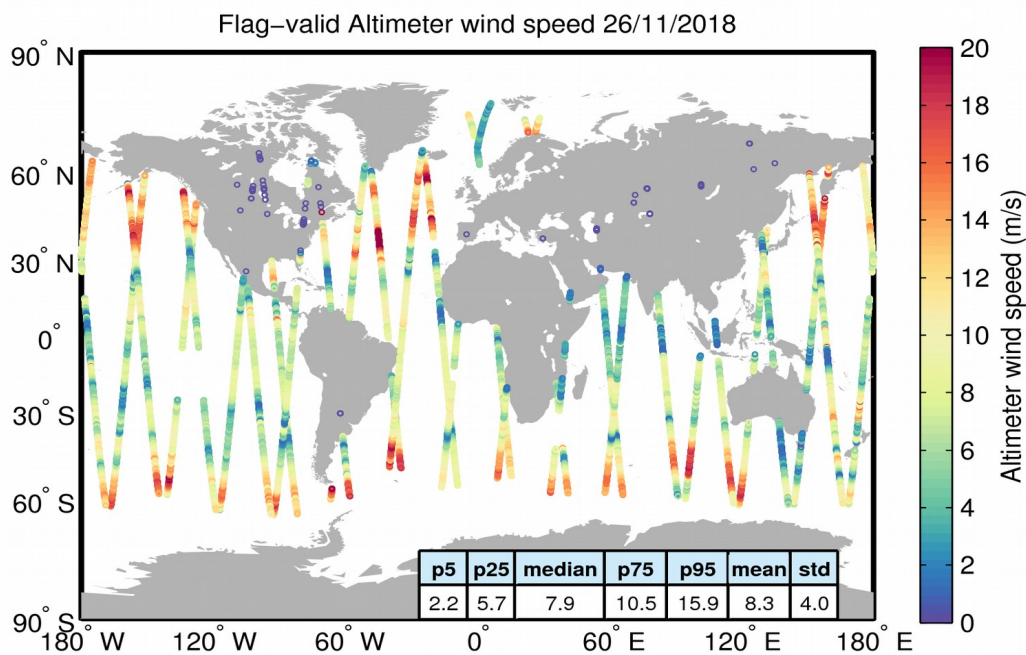 Flag−valid Altimeter wind speed 26/11/2018
90° N
60° N
30° N
0°
30° S
60° S
90° S
180° W
120° W
60° W
0°
60° E
120° E
180° E
p5 p25 median p75 p95 mean std
2.2 5.7 7.9 10.5 15.9 8.3 4.0
20
18
16
14
12
10
8
6
4
2
0
Altimeter wind speed (m/s)